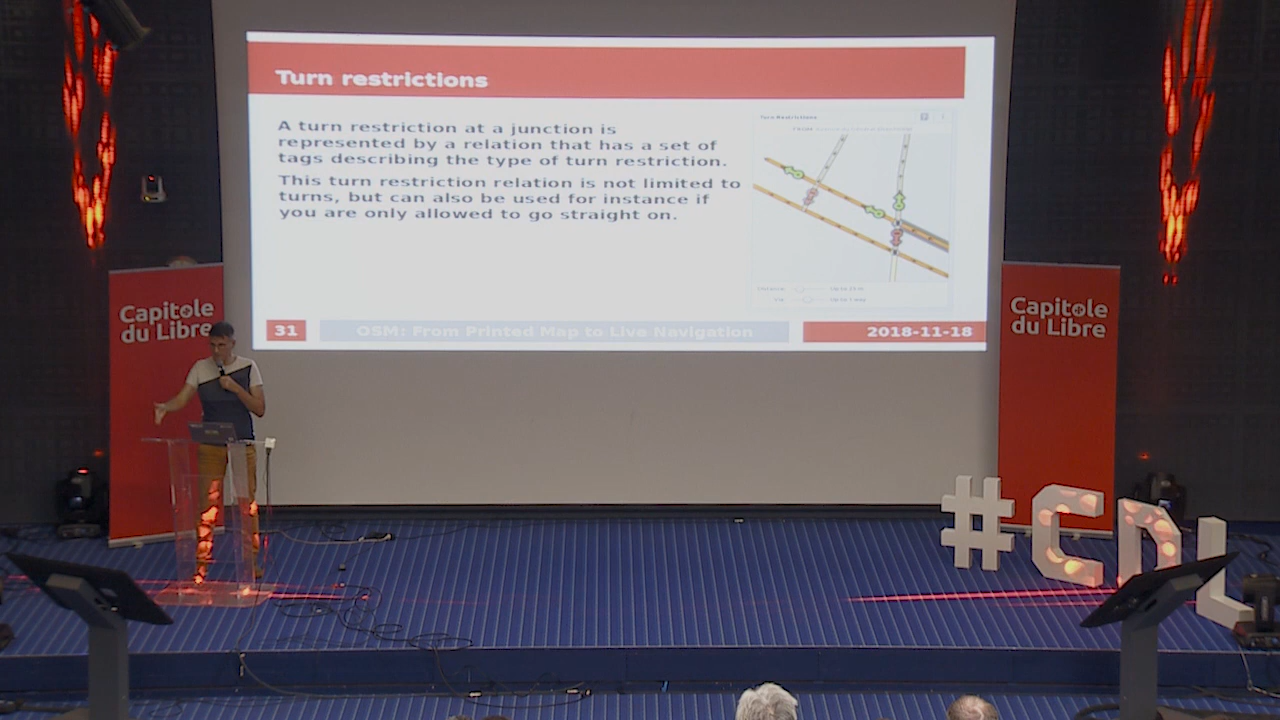 Turn restrictions
A turn restriction at a junction is
represented by a relation that has a set of
tags describing the type of turn restriction.
This turn restriction relation is not limited to
turns, but can also be used for instance if
you are only allowed to go straight on.
Turn Restrictions
31
OSM: From Printed Map to Live Navigation
2018-11-18
Capitole
du Libre
Capitole
du Libre
#CDL